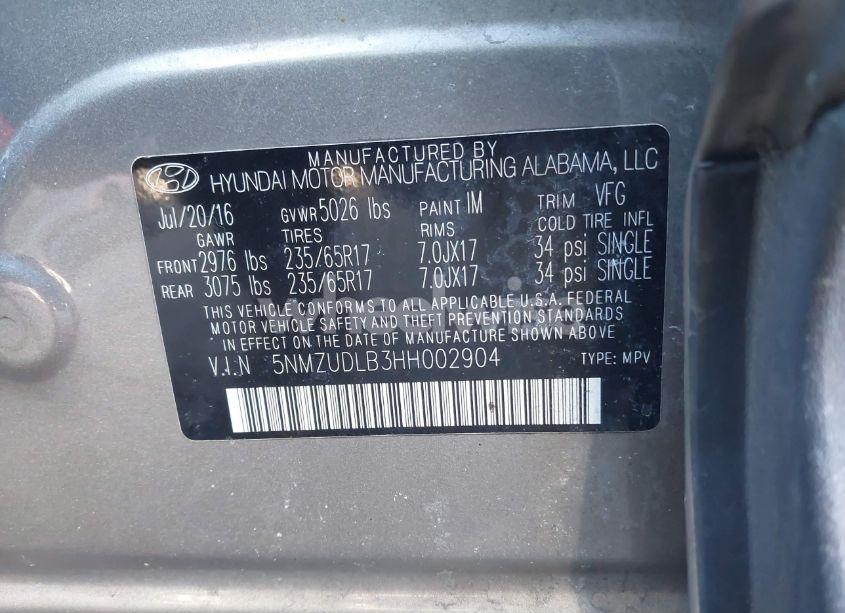 MANUFACTURED BY
HYUNDAI MOTOR MANUFACTURING ALABAMA, LLC
Jul/20/16 GVWR 5026 lbs PAINT IM TRIM VFG
GAWR TIRES RIMS COLD TIRE INFL
FRONT 2976 lbs 235/65R17 7.0JX17 34 psi SINGLE
REAR 3075 lbs 235/65R17 7.0JX17 34 psi SINGLE
THIS VEHICLE CONFORMS TO ALL APPLICABLE U.S.A. FEDERAL
MOTOR VEHICLE SAFETY AND THEFT PREVENTION STANDARDS
IN EFFECT ON THE DATE OF MANUFACTURE SHOWN ABOVE
V.I.N 5NMZUDLB3HH002904 TYPE: MPV